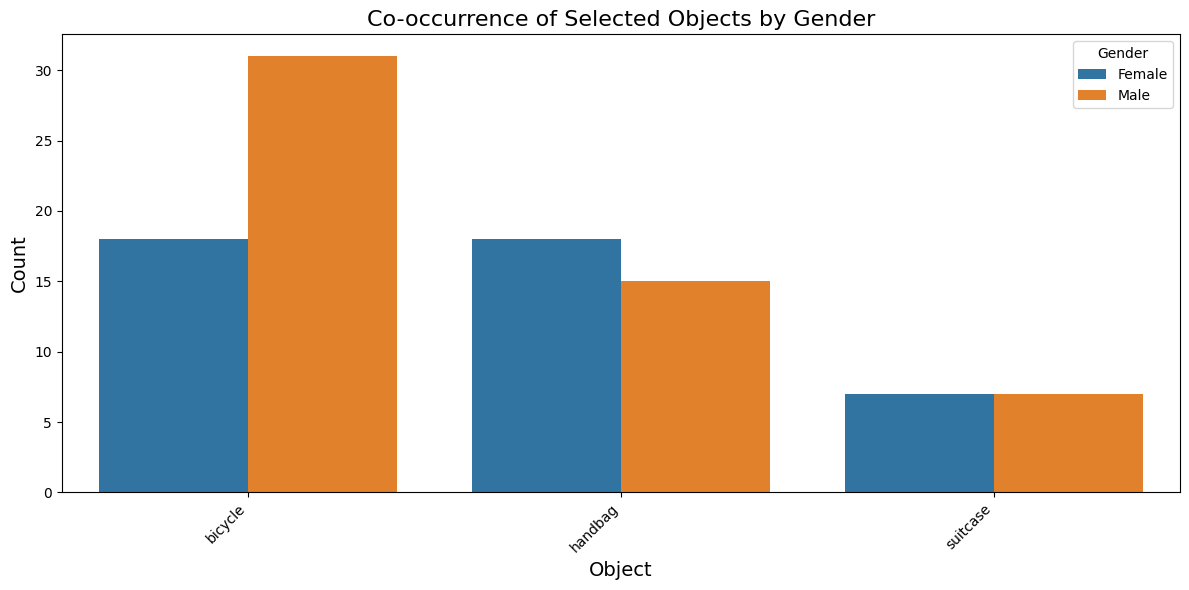 Co-occurrence of Selected Objects by Gender
Gender
Female
Male
Count
30
25
20
15
10
5
0
bicycle
handbag
suitcase
Object